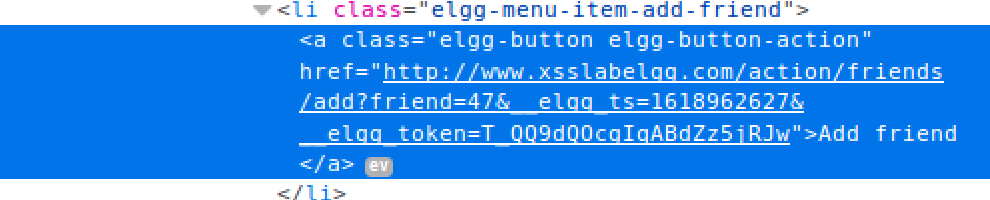 <li class="elgg-menu-item-add-friend">
<a class="elgg-button elgg-button-action"
href="http://www.xsslabelgg.com/action/friends
/add?friend=47&__elgg_ts=1618962627&
__elgg_token=T_QQ9dQOcgIqABdZz5jRJw">Add friend
</a> ev
</li>